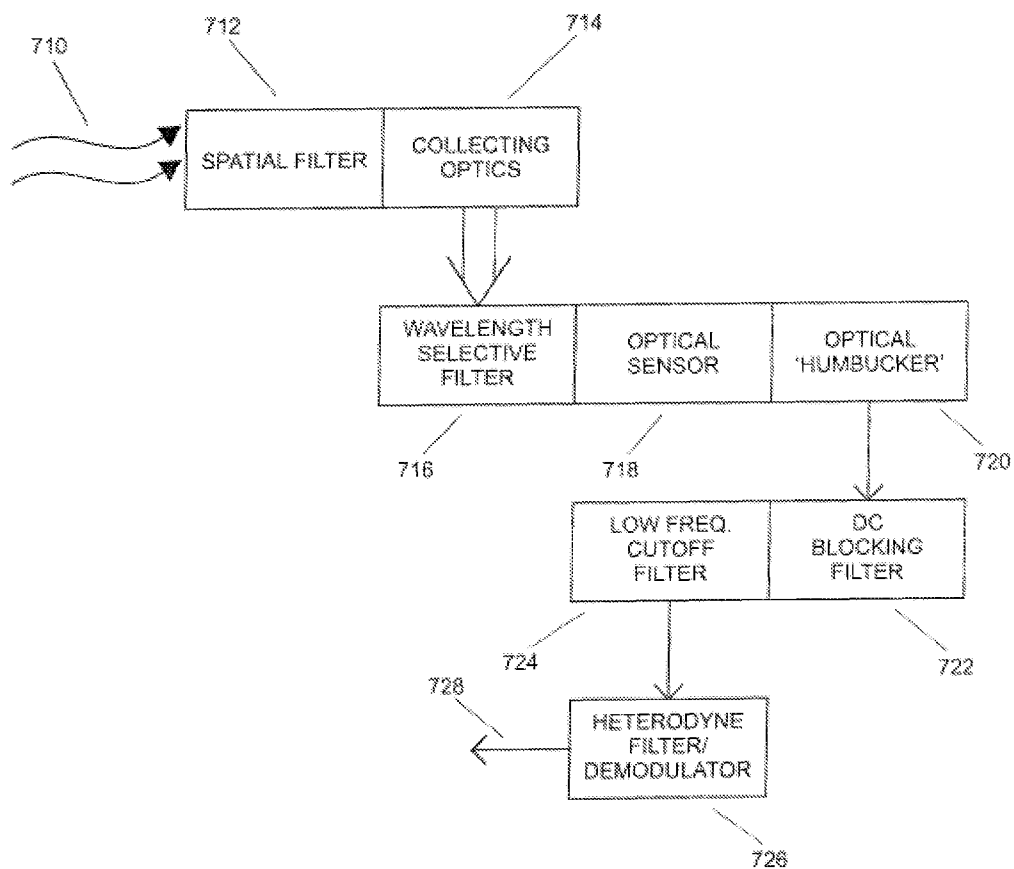 710
712
714
SPATIAL FILTER
COLLECTING
OPTICS
WAVELENGTH
SELECTIVE
FILTER
OPTICAL
SENSOR
OPTICAL
'HUMBUCKER'
716
718
720
LOW FREQ.
CUTOFF
FILTER
DC
BLOCKING
FILTER
724
722
728
HETERODYNE
FILTER/
DEMODULATOR
726